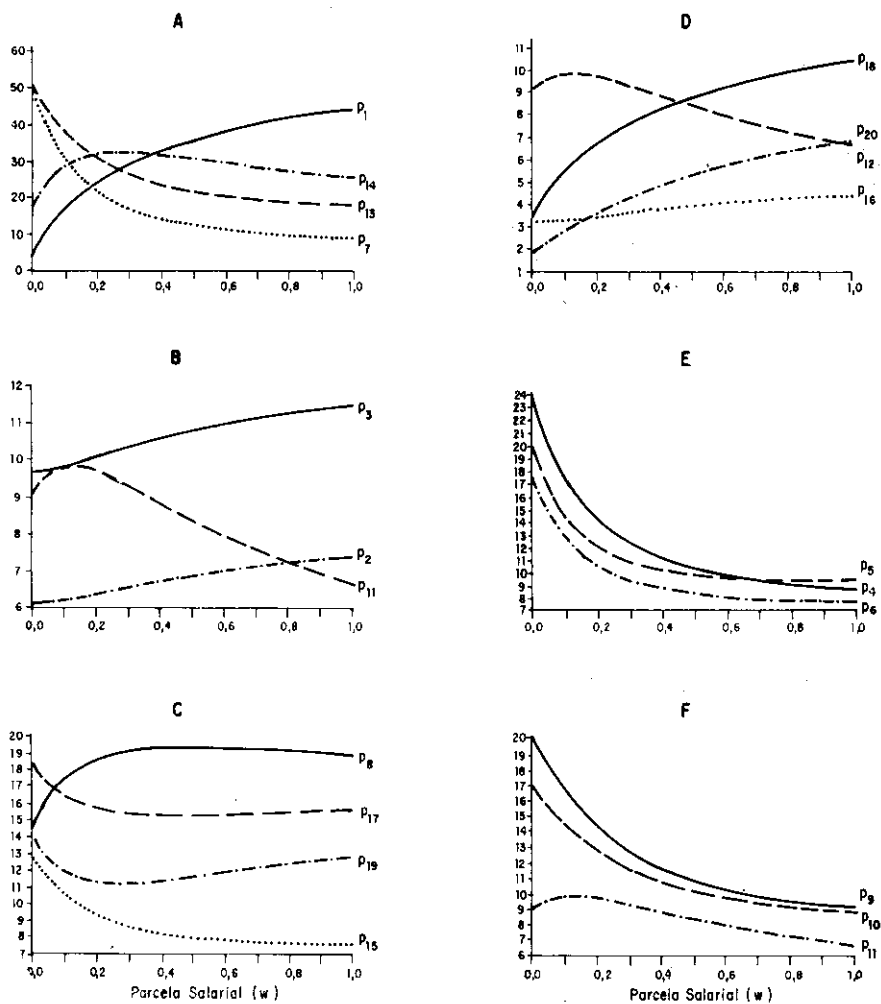 A
60
50
40
30
20
10
0
0,0 0,2 0,4 0,6 0,8 1,0
p1
p14
p13
p7
B
12
11
10
9
8
7
6
0,0 0,2 0,4 0,6 0,8 1,0
p3
p2
p11
C
20
19
18
17
16
15
14
13
12
11
10
9
8
7
0,0 0,2 0,4 0,6 0,8 1,0
p8
p17
p19
p15
Parcela Salarial (w)
D
11
10
9
8
7
6
5
4
3
2
1
0,0 0,2 0,4 0,6 0,8 1,0
p18
p20
p12
p16
E
24
23
22
21
20
19
18
17
16
15
14
13
12
11
10
9
8
7
0,0 0,2 0,4 0,6 0,8 1,0
p5
p4
p6
F
20
19
18
17
16
15
14
13
12
11
10
9
8
7
6
0,0 0,2 0,4 0,6 0,8 1,0
p9
p10
p11
Parcela Salarial (w)